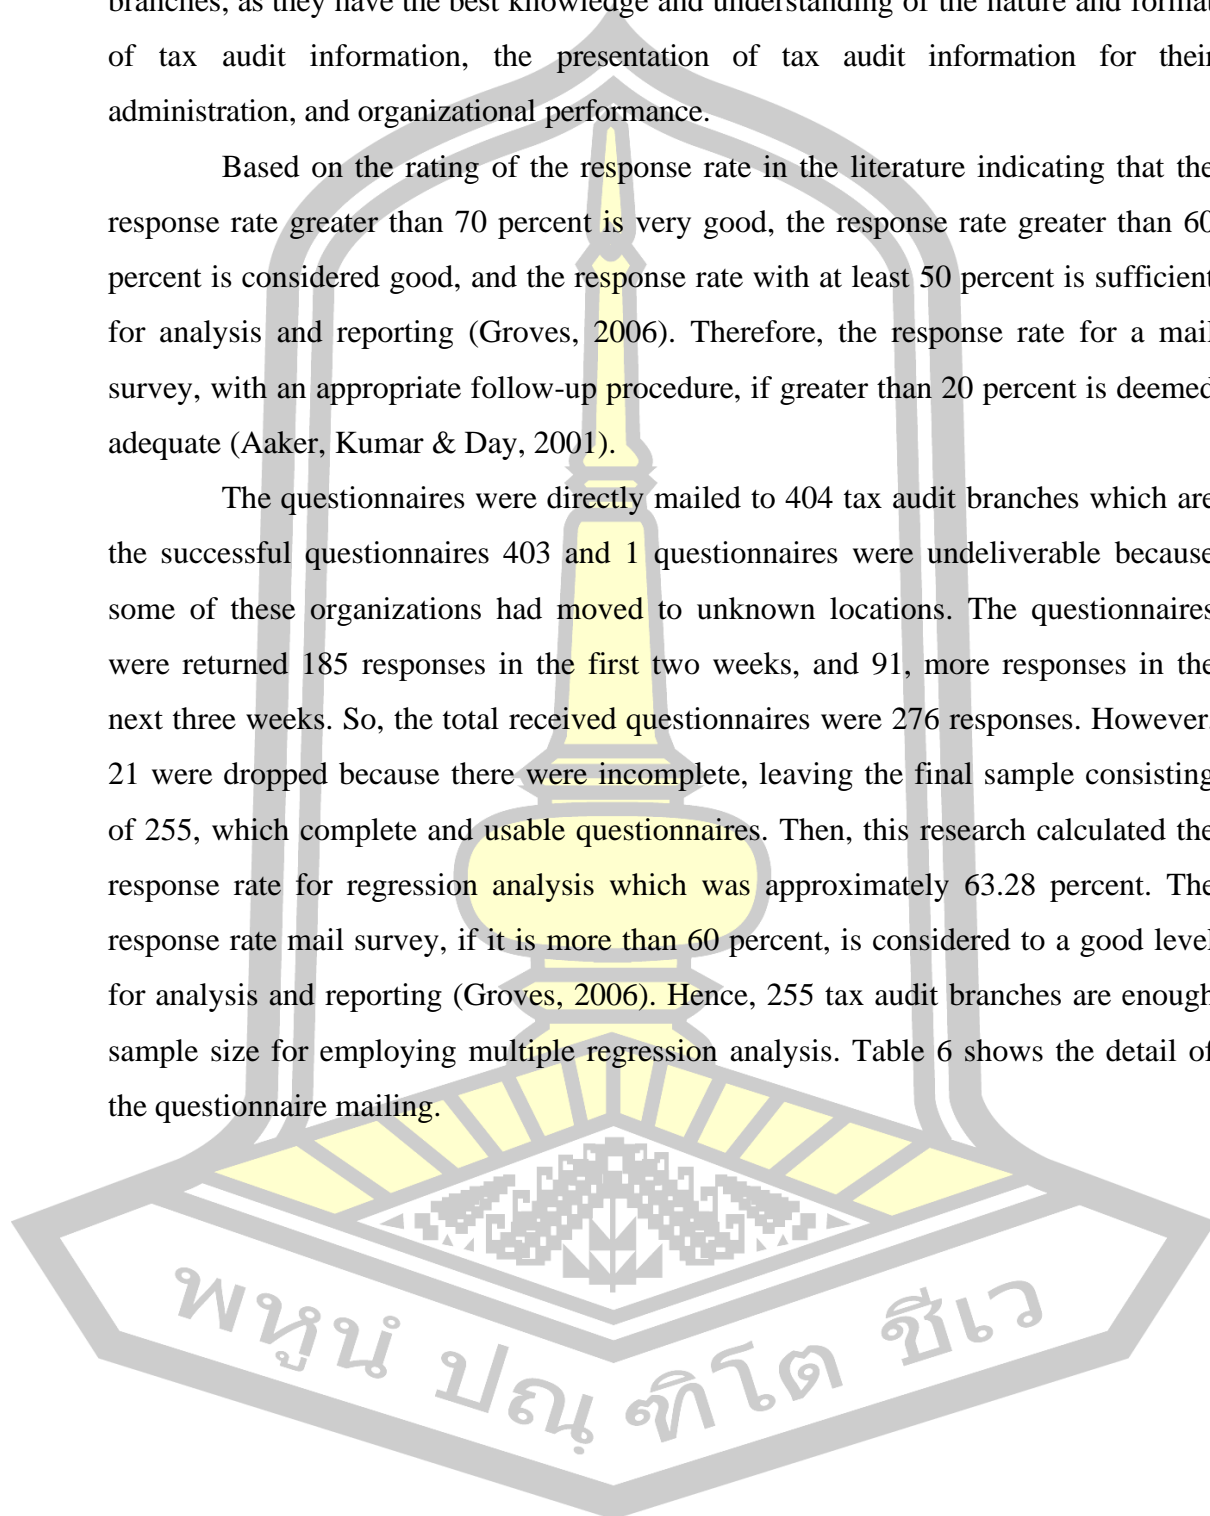 branches, as they have the best knowledge and understanding of the nature and format
of tax audit information, the presentation of tax audit information for their
administration, and organizational performance.
Based on the rating of the response rate in the literature indicating that the
response rate greater than 70 percent is very good, the response rate greater than 60
percent is considered good, and the response rate with at least 50 percent is sufficient
for analysis and reporting (Groves, 2006). Therefore, the response rate for a mail
survey, with an appropriate follow-up procedure, if greater than 20 percent is deemed
adequate (Aaker, Kumar & Day, 2001).
The questionnaires were directly mailed to 404 tax audit branches which are
the successful questionnaires 403 and 1 questionnaires were undeliverable because
some of these organizations had moved to unknown locations. The questionnaires
were returned 185 responses in the first two weeks, and 91, more responses in the
next three weeks. So, the total received questionnaires were 276 responses. However,
21 were dropped because there were incomplete, leaving the final sample consisting
of 255, which complete and usable questionnaires. Then, this research calculated the
response rate for regression analysis which was approximately 63.28 percent. The
response rate mail survey, if it is more than 60 percent, is considered to a good level
for analysis and reporting (Groves, 2006). Hence, 255 tax audit branches are enough
sample size for employing multiple regression analysis. Table 6 shows the detail of
the questionnaire mailing.
พหูนํ ปณฺฑิโต ชีเว